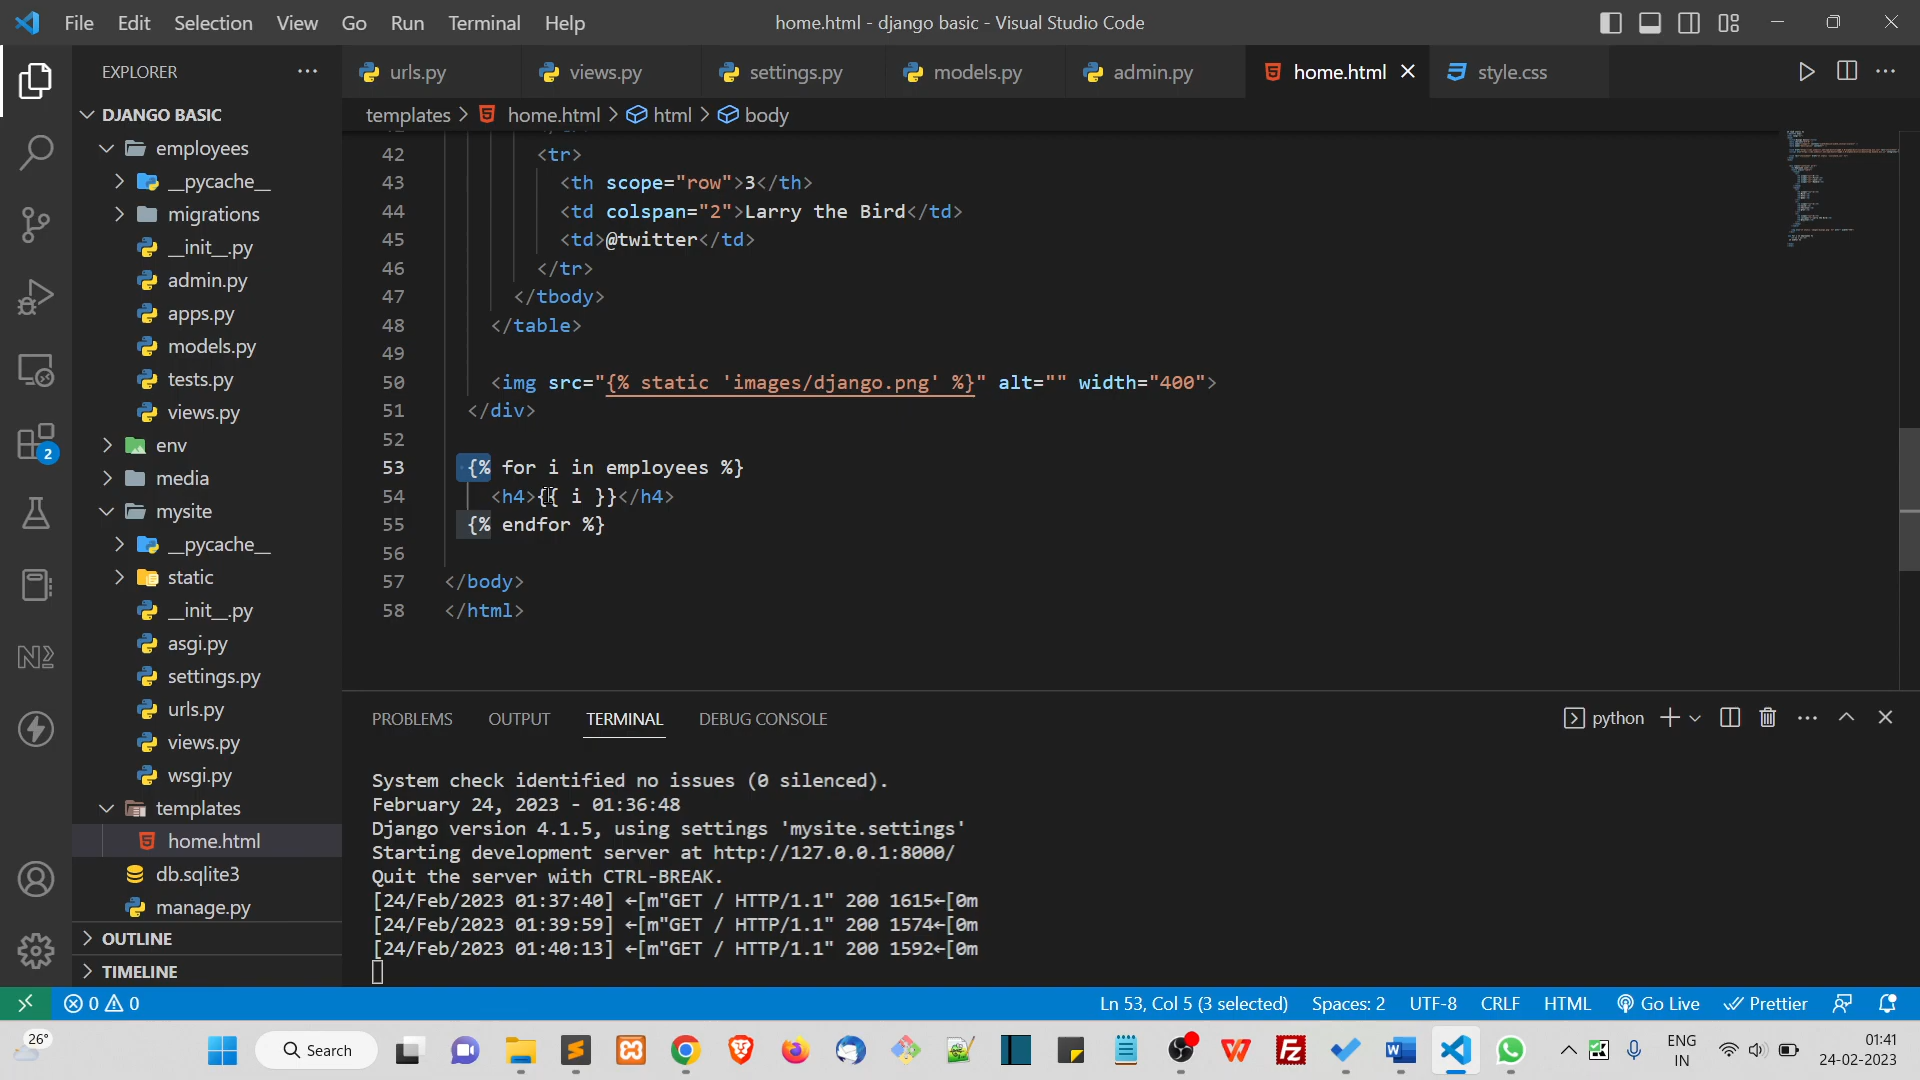 File Edit Selection View Go Run Terminal Help
home.html - django basic - Visual Studio Code
EXPLORER
urls.py
views.py
settings.py
models.py
admin.py
home.html
style.css
templates > home.html > html > body
DJANGO BASIC
employees
__pycache__
migrations
__init__.py
admin.py
apps.py
models.py
tests.py
views.py
env
media
mysite
__pycache__
static
__init__.py
asgi.py
settings.py
urls.py
views.py
wsgi.py
templates
home.html
db.sqlite3
manage.py
OUTLINE
TIMELINE
2
42 <tr>
43 <th scope="row">3</th>
44 <td colspan="2">Larry the Bird</td>
45 <td>@twitter</td>
46 </tr>
47 </tbody>
48 </table>
49
50 <img src="{% static 'images/django.png' %}" alt="" width="400">
51 </div>
52
53 {% for i in employees %}
54 <h4>{{ i }}</h4>
55 {% endfor %}
56
57 </body>
58 </html>
PROBLEMS OUTPUT TERMINAL DEBUG CONSOLE
python
System check identified no issues (0 silenced).
February 24, 2023 - 01:36:48
Django version 4.1.5, using settings 'mysite.settings'
Starting development server at http://127.0.0.1:8000/
Quit the server with CTRL-BREAK.
[24/Feb/2023 01:37:40] ←[m"GET / HTTP/1.1" 200 1615←[0m
[24/Feb/2023 01:39:59] ←[m"GET / HTTP/1.1" 200 1574←[0m
[24/Feb/2023 01:40:13] ←[m"GET / HTTP/1.1" 200 1592←[0m
0 0
Ln 53, Col 5 (3 selected) Spaces: 2 UTF-8 CRLF HTML Go Live Prettier
26°
Search
ENG
IN
01:41
24-02-2023